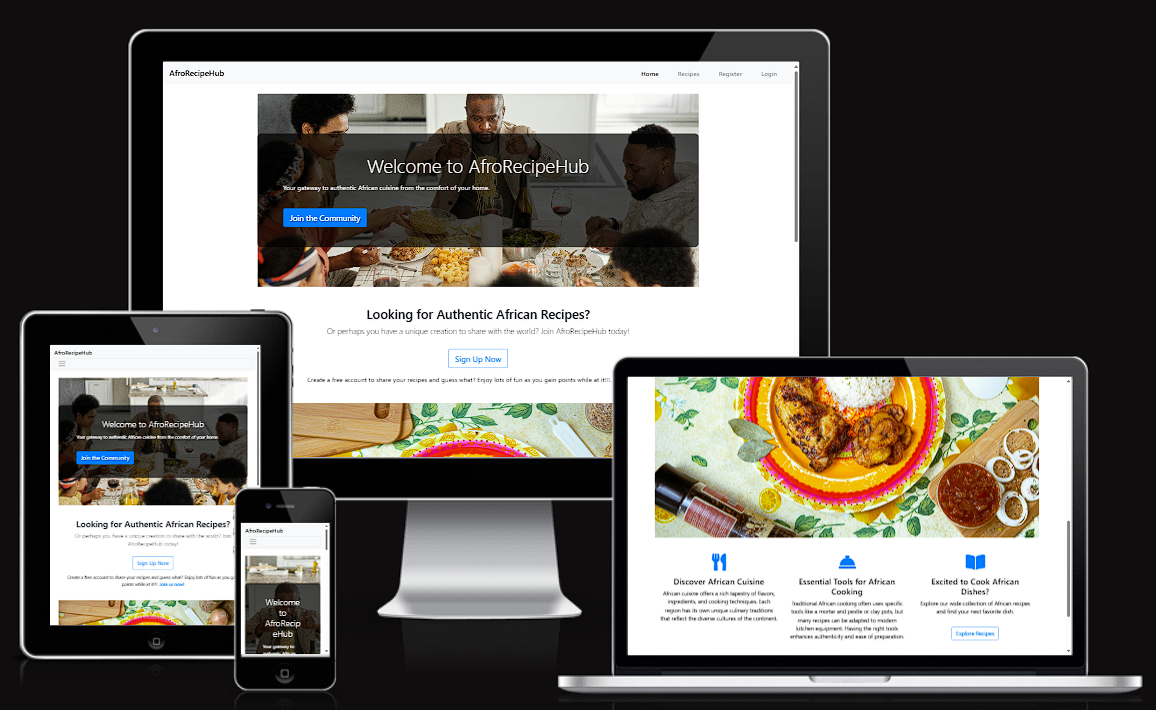 AfroRecipeHub
Home Recipes Register Login
Welcome to AfroRecipeHub
Your gateway to authentic African cuisine from the comfort of your home.
Join the Community
Looking for Authentic African Recipes?
Or perhaps you have a unique creation to share with the world? Join AfroRecipeHub today!
Sign Up Now
Create a free account to share your recipes and guess what? Enjoy lots of fun as you gain points while at it!!!
AfroRecipeHub
Welcome to AfroRecipeHub
Your gateway to authentic African cuisine from the comfort of your home.
Join the Community
Looking for Authentic African Recipes?
Or perhaps you have a unique creation to share with the world? Join
AfroRecipeHub today!
Sign Up Now
Create a free account to share your recipes and guess what? Enjoy lots of fun as you
points while at it!!! Join us now!
AfroRecipeHub
Welcome
to
AfroRecip
eHub
Your gateway to
authentic African
Discover African Cuisine
African cuisine offers a rich tapestry of flavors,
ingredients, and cooking techniques. Each
region has its own unique culinary traditions
that reflect the diverse cultures of the continent.
Essential Tools for African
Cooking
Traditional African cooking often uses specific
tools like a mortar and pestle or clay pots, but
many recipes can be adapted to modern
kitchen equipment. Having the right tools
enhances authenticity and ease of preparation.
Excited to Cook African
Dishes?
Explore our wide collection of African recipes
and find your next favorite dish.
Explore Recipes